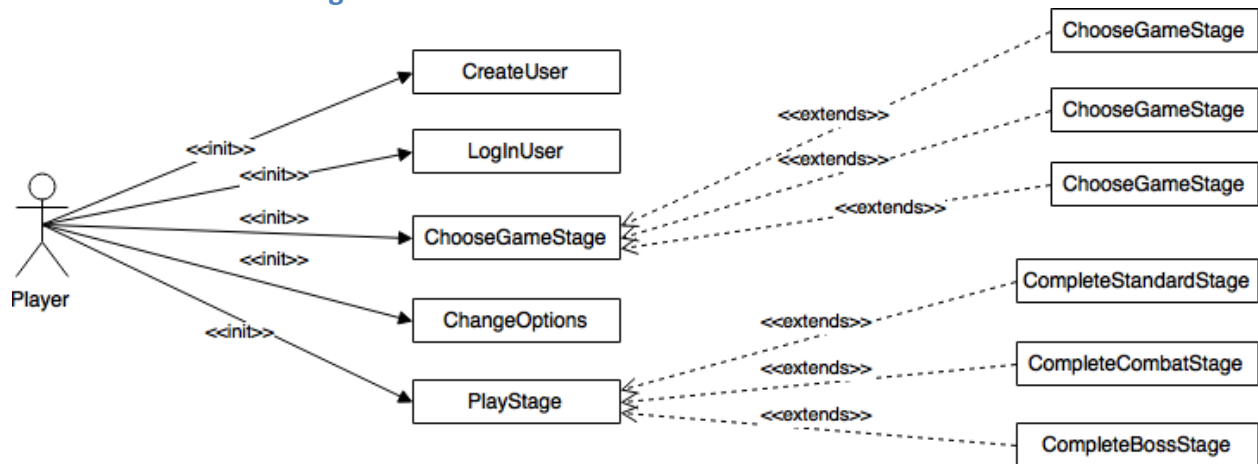 ChooseGameStage
CreateUser
<<extends>>
ChooseGameStage
<<init>>
LogInUser
<<extends>>
<<init>>
ChooseGameStage
<<extends>>
<<init>>
ChooseGameStage
<<init>>
Player
CompleteStandardStage
ChangeOptions
<<extends>>
<<init>>
<<extends>>
CompleteCombatStage
PlayStage
<<extends>>
CompleteBossStage